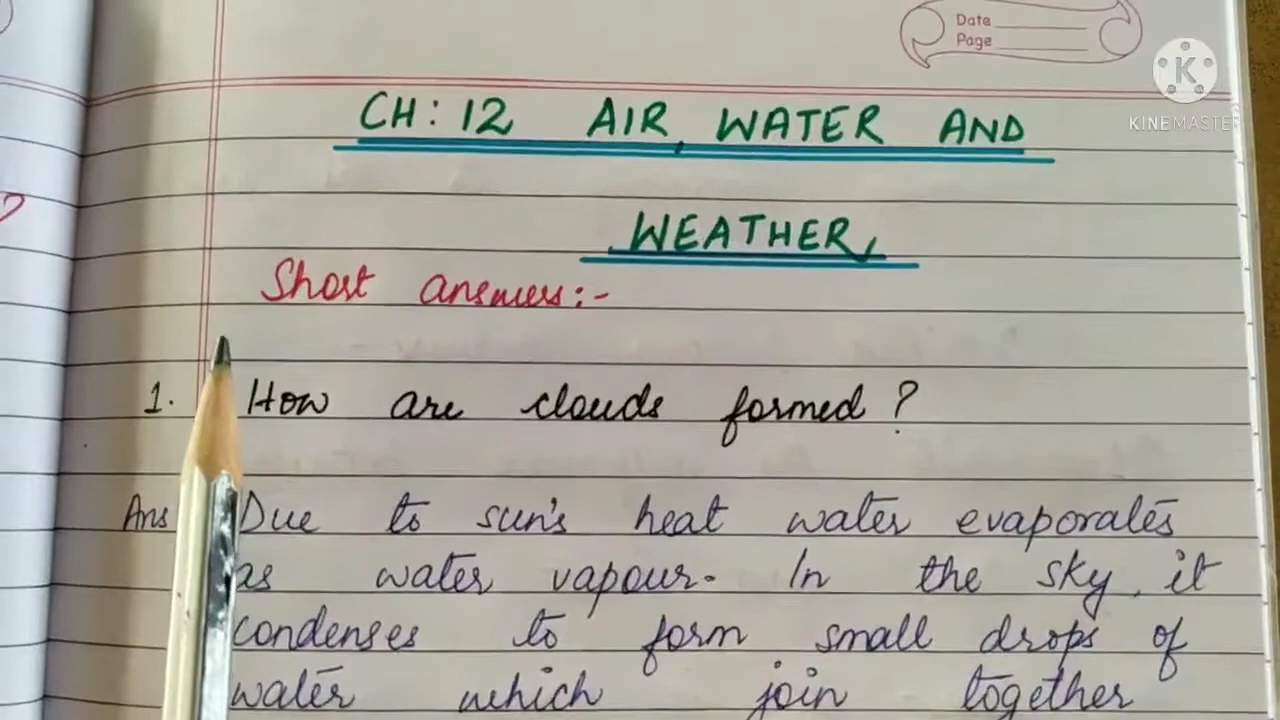 Date
Page
KINEMASTER
CH: 12 AIR, WATER AND
WEATHER
Short answers:-
1. How are clouds formed?
Ans Due to sun's heat water evaporates
as water vapour. In the sky, it
condenses to form small drops of
water which join together